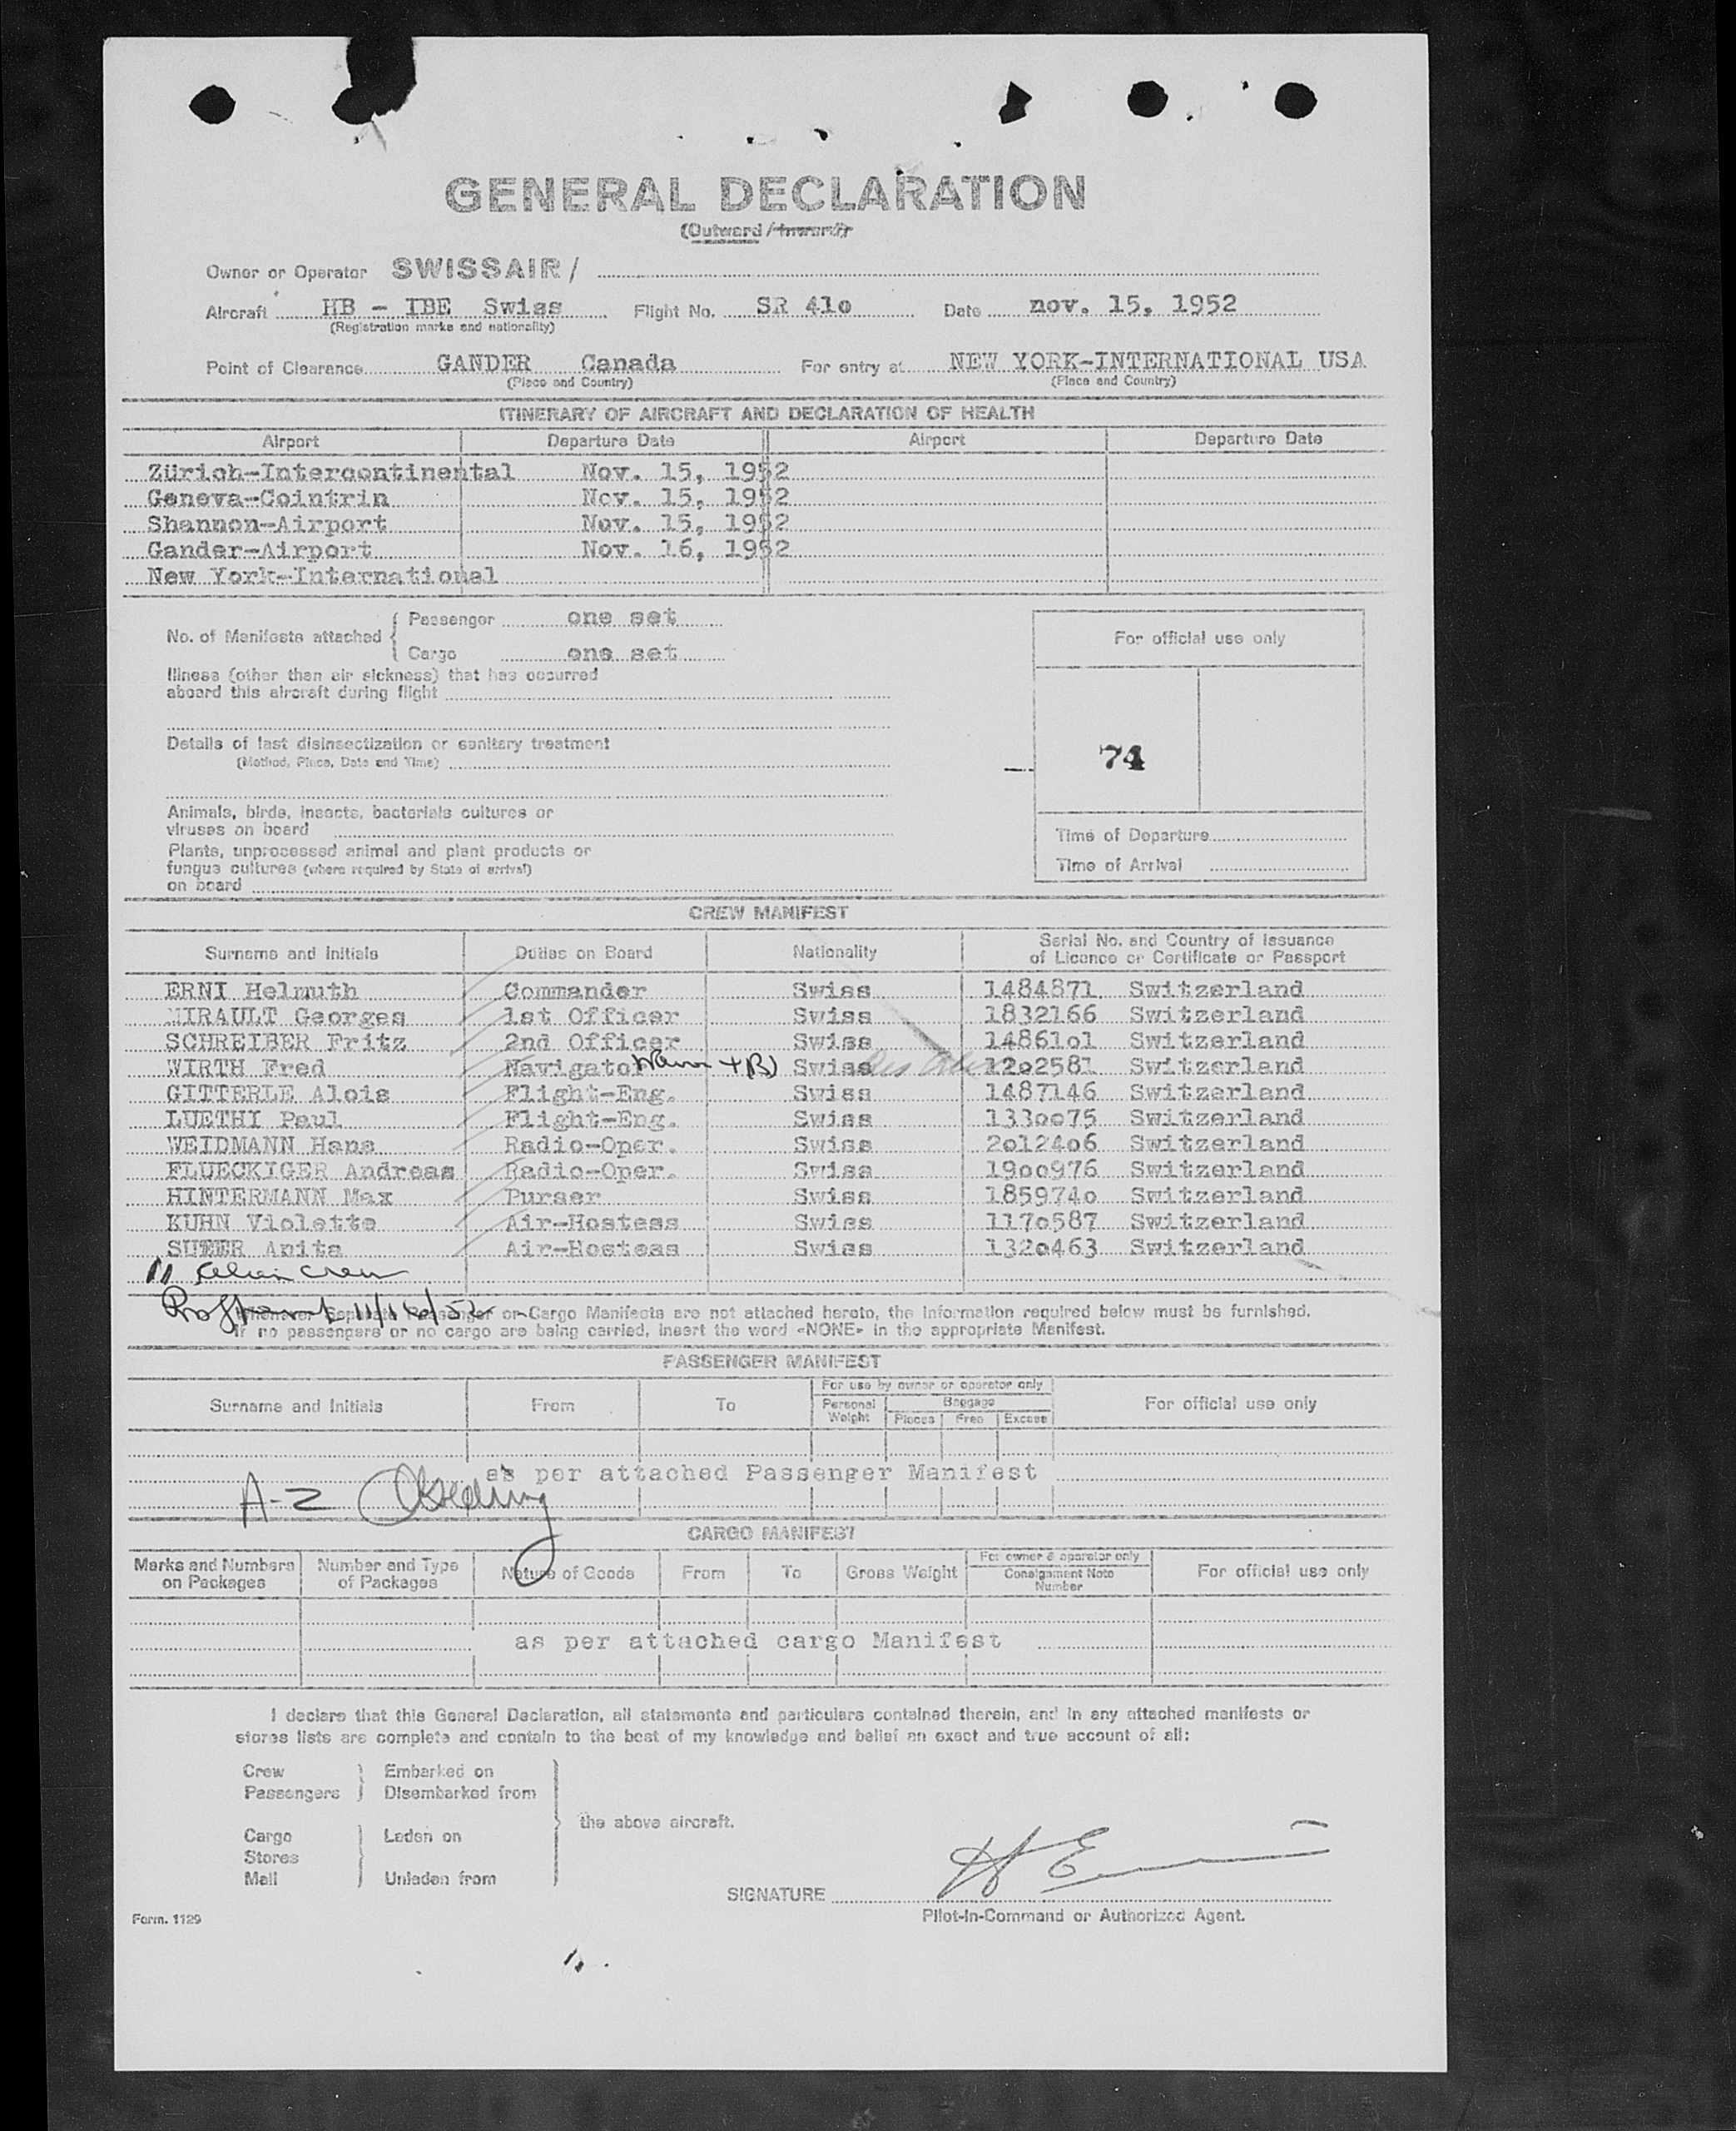 GENERAL DECLARATION
(Outward / Inward)
Owner or Operator SWISSAIR /
Aircraft HB - IBE Swiss Flight No. SR 41o Date nov. 15, 1952
(Registration marks and nationality)
Point of Clearance GANDER Canada For entry at NEW YORK-INTERNATIONAL USA
(Place and Country) (Place and Country)
ITINERARY OF AIRCRAFT AND DECLARATION OF HEALTH
Airport Departure Date Airport Departure Date
Zürich-Intercontinental Nov. 15, 1952
Geneva-Cointrin Nov. 15, 1952
Shannon-Airport Nov. 15, 1952
Gander-Airport Nov. 16, 1952
New York-International
No. of Manifests attached { Passenger one set
Cargo one set
For official use only
Illness (other than air sickness) that has occurred
aboard this aircraft during flight
Details of last disinsectization or sanitary treatment
(Method, Place, Date and Time)
74
Animals, birds, insects, bacterials cultures or
viruses on board
Plants, unprocessed animal and plant products or
fungus cultures (where required by State of arrival)
on board
Time of Departure
Time of Arrival
CREW MANIFEST
Surname and Initials Duties on Board Nationality Serial No. and Country of Issuance
of Licence or Certificate or Passport
ERNI Helmuth Commander Swiss 1484871 Switzerland
MIRAULT Georges 1st Officer Swiss 1832166 Switzerland
SCHREIBER Fritz 2nd Officer Swiss 14861o1 Switzerland
WIRTH Fred Navigator Swiss 12o2581 Switzerland
GITTERLE Alois Flight-Eng. Swiss 1487146 Switzerland
LUETHI Paul Flight-Eng. Swiss 133oo75 Switzerland
WEIDMANN Hans Radio-Oper. Swiss 2o124o6 Switzerland
FLUECKIGER Andreas Radio-Oper. Swiss 19oo976 Switzerland
HINTERMANN Max Purser Swiss 185974o Switzerland
KUHN Violette Air-Hostess Swiss 117o587 Switzerland
SUTER Anita Air-Hostess Swiss 132o463 Switzerland
11 alien crew
11/16/52
Whenever Separate Passenger or Cargo Manifests are not attached hereto, the information required below must be furnished.
If no passengers or no cargo are being carried, insert the word «NONE» in the appropriate Manifest.
PASSENGER MANIFEST
Surname and Initials From To For use by owner or operator only For official use only
Personal Weight Baggage
Pieces Free Excess
as per attached Passenger Manifest
A-Z
CARGO MANIFEST
Marks and Numbers on Packages Number and Type of Packages Nature of Goods From To Gross Weight For owner & operator only Consignment Note Number For official use only
as per attached cargo Manifest
I declare that this General Declaration, all statements and particulars contained therein, and in any attached manifests or
stores lists are complete and contain to the best of my knowledge and belief an exact and true account of all:
Crew Embarked on
Passengers Disembarked from
the above aircraft.
Cargo Laden on
Stores
Mail Unladen from
SIGNATURE H Erni
Pilot-in-Command or Authorized Agent.
Form. 1129